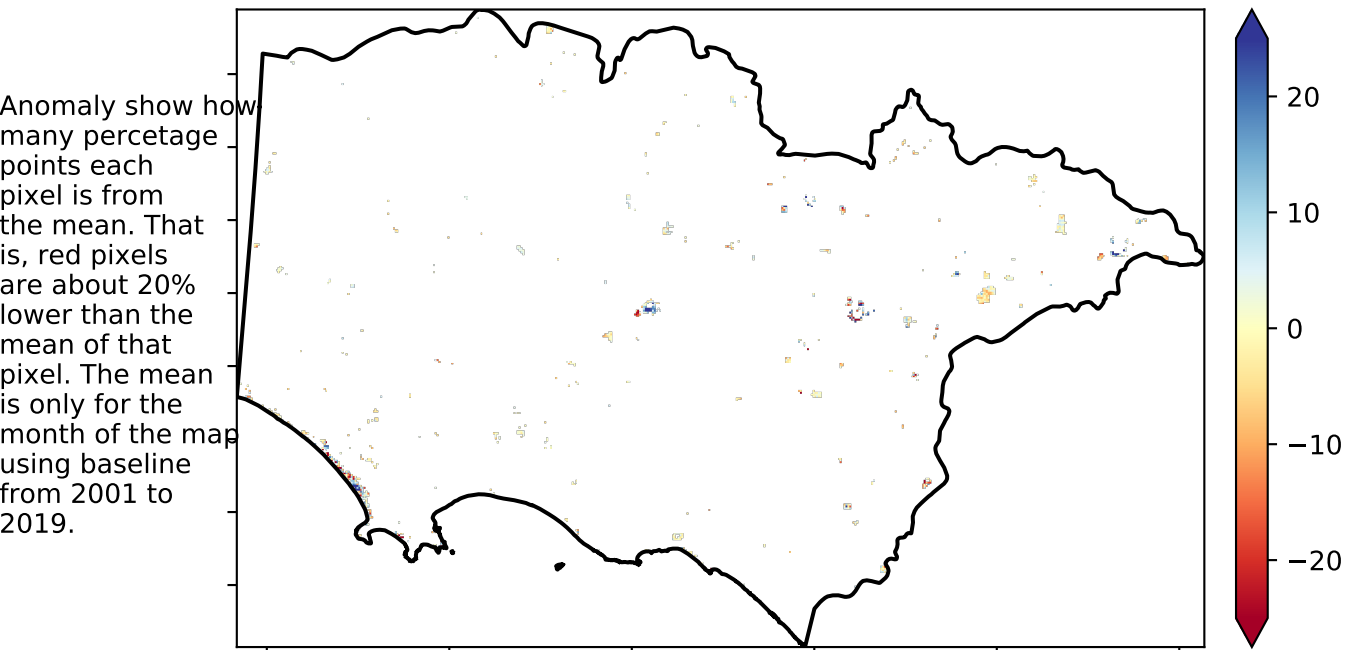 Anomaly show how
many percetage
points each
pixel is from
the mean. That
is, red pixels
are about 20%
lower than the
mean of that
pixel. The mean
is only for the
month of the map
using baseline
from 2001 to
2019.
20
10
0
−10
−20